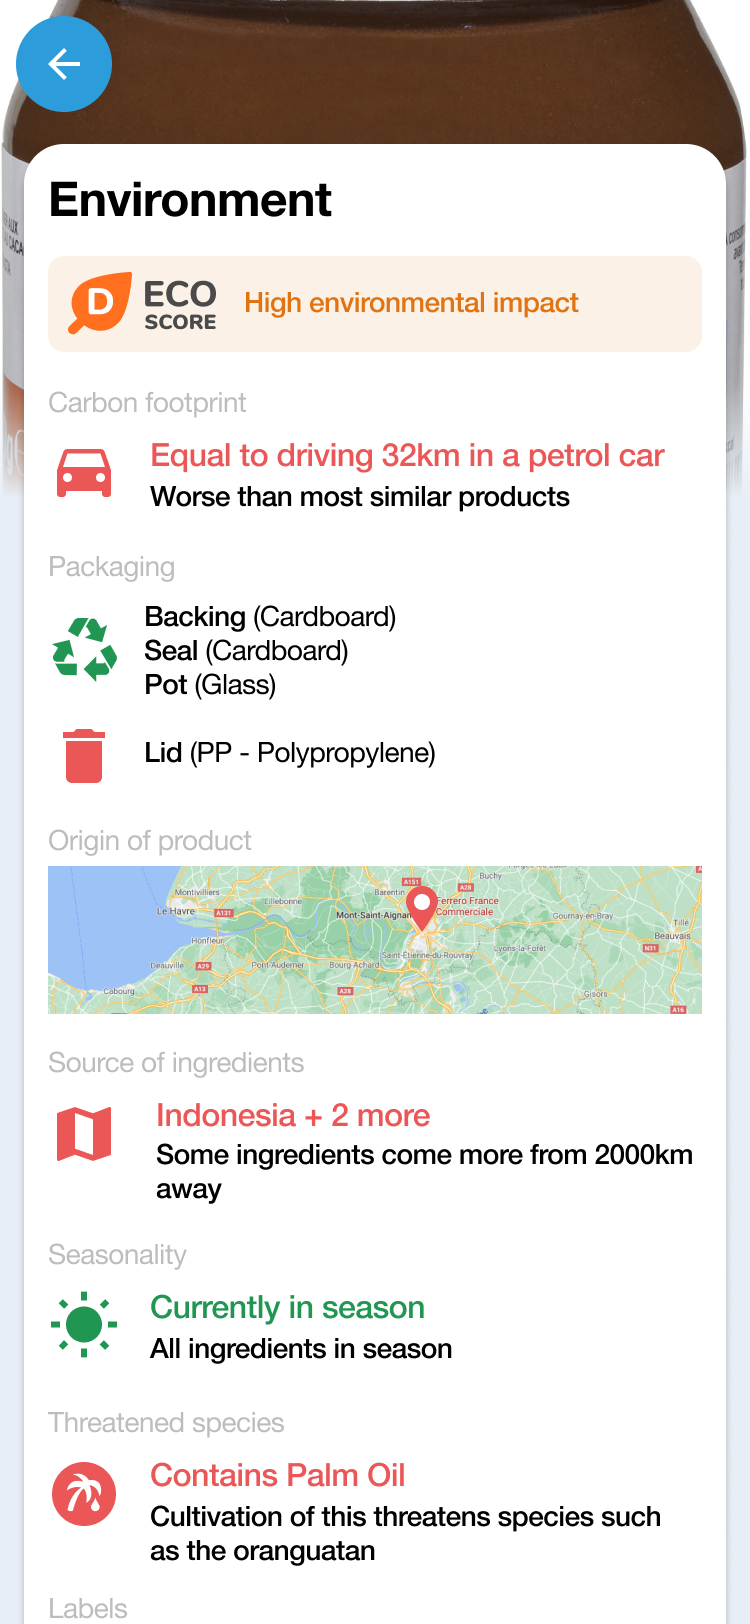 Environment
D ECO SCORE High environmental impact
Carbon footprint
Equal to driving 32km in a petrol car
Worse than most similar products
Packaging
Backing (Cardboard)
Seal (Cardboard)
Pot (Glass)
Lid (PP - Polypropylene)
Origin of product
Buchy
A151
A28
Montivilliers
Barentin
Lillebonne
Ferrero France
Commerciale
Le Havre
A131
Mont-Saint-Aignan
Gournay-en-Bray
Tillé
Beauvais
Honfleur
N31
Lyons-la-Forêt
Saint-Étienne-du-Rouvray
Deauville
A29
Pont-Audemer
Bourg-Achard
Cabourg
A13
A28
Gisors
A16
Source of ingredients
Indonesia + 2 more
Some ingredients come more from 2000km
away
Seasonality
Currently in season
All ingredients in season
Threatened species
Contains Palm Oil
Cultivation of this threatens species such
as the oranguatan
Labels